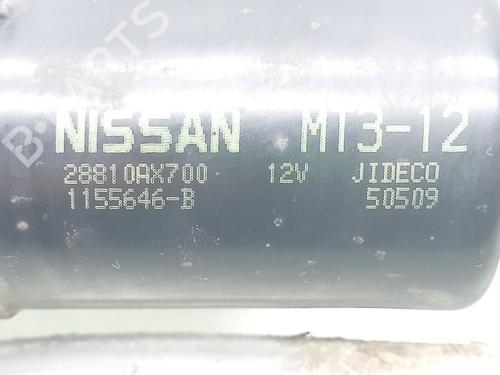 NISSAN MT3-12
28810AX700 12V JIDECO
1155646-B 50509